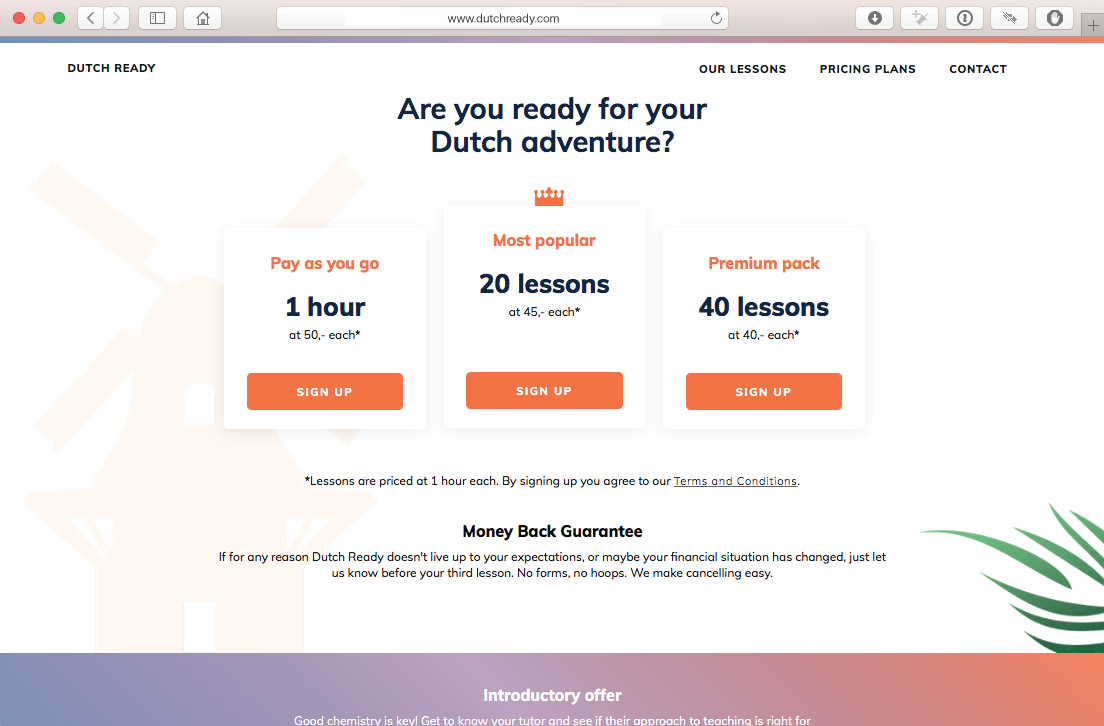 www.dutchready.com
DUTCH READY
OUR LESSONS PRICING PLANS CONTACT
Are you ready for your
Dutch adventure?
Pay as you go
1 hour
at 50,- each*
SIGN UP
Most popular
20 lessons
at 45,- each*
SIGN UP
Premium pack
40 lessons
at 40,- each*
SIGN UP
*Lessons are priced at 1 hour each. By signing up you agree to our Terms and Conditions.
Money Back Guarantee
If for any reason Dutch Ready doesn't live up to your expectations, or maybe your financial situation has changed, just let
us know before your third lesson. No forms, no hoops. We make cancelling easy.
Introductory offer
Good chemistry is key! Get to know your tutor and see if their approach to teaching is right for